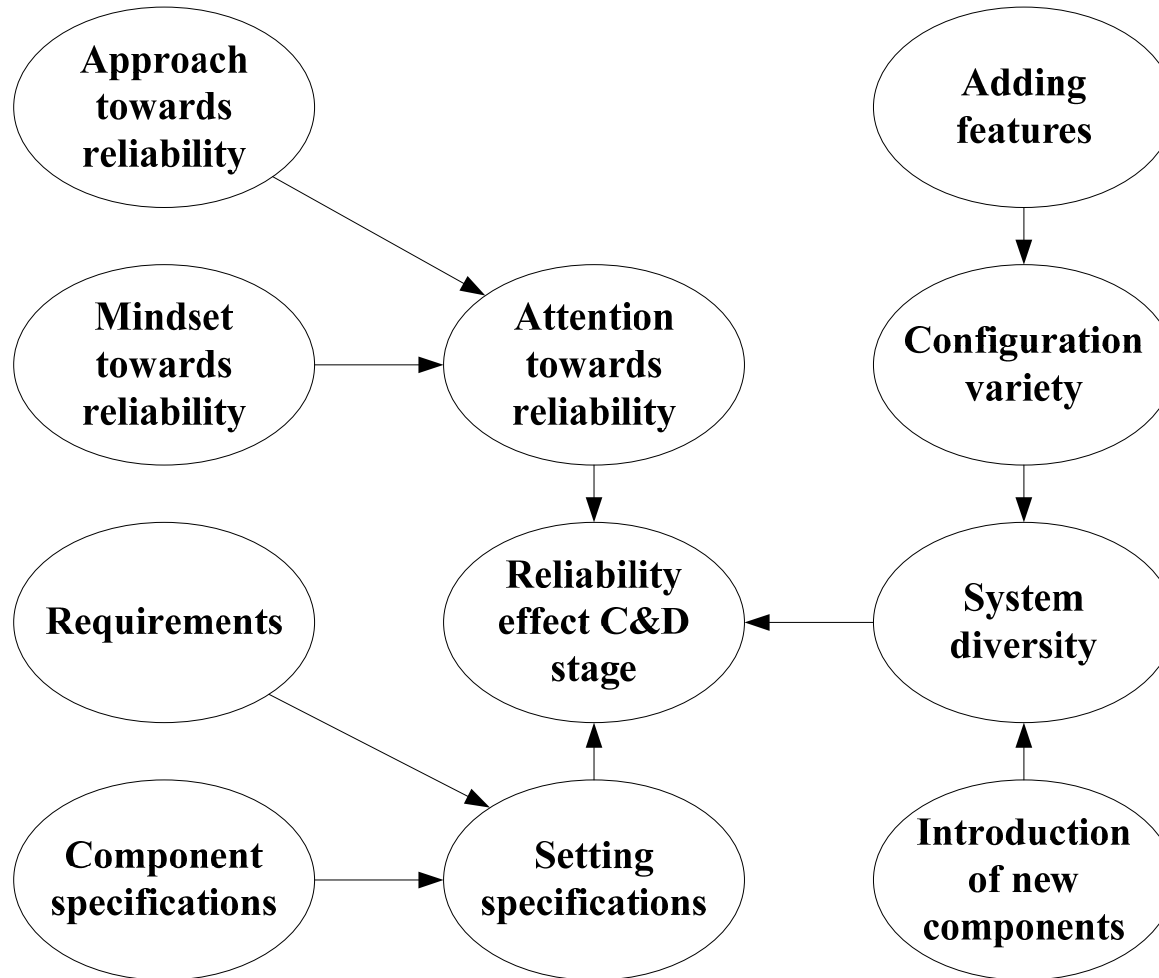 Approach
towards
reliability
Adding
features
Mindset
towards
reliability
Attention
towards
reliability
Configuration
variety
Requirements
Reliability
effect C&D
stage
System
diversity
Component
specifications
Setting
specifications
Introduction
of new
components